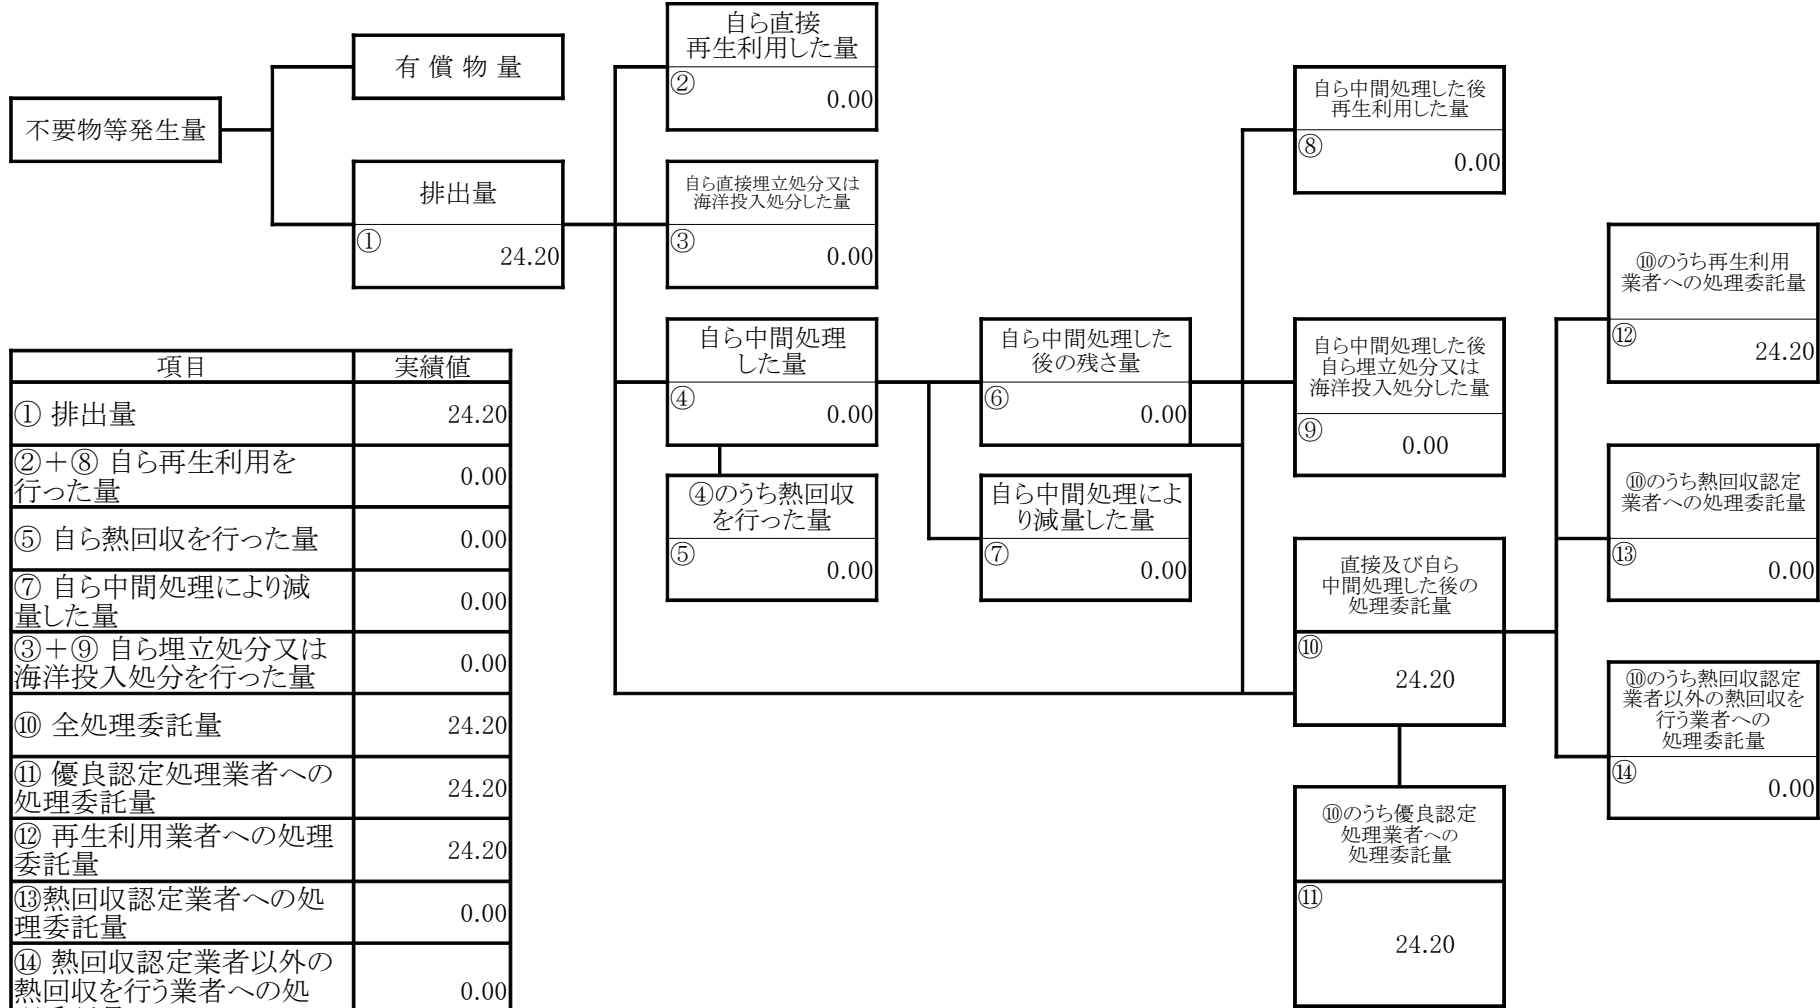 不要物等発生量
有 償 物 量
排出量
①
24.20
自ら直接
再生利用した量
②
0.00
自ら直接埋立処分又は
海洋投入処分した量
③
0.00
自ら中間処理
した量
④
0.00
④のうち熱回収
を行った量
⑤
0.00
自ら中間処理した
後の残さ量
⑥
0.00
自ら中間処理によ
り減量した量
⑦
0.00
自ら中間処理した後
再生利用した量
⑧
0.00
自ら中間処理した後
自ら埋立処分又は
海洋投入処分した量
⑨
0.00
直接及び自ら
中間処理した後の
処理委託量
⑩
24.20
⑩のうち優良認定
処理業者への
処理委託量
⑪
24.20
⑩のうち再生利用
業者への処理委託量
⑫
24.20
⑩のうち熱回収認定
業者への処理委託量
⑬
0.00
⑩のうち熱回収認定
業者以外の熱回収を
行う業者への
処理委託量
⑭
0.00
項目 実績値
① 排出量 24.20
②＋⑧ 自ら再生利用を
行った量
0.00
⑤ 自ら熱回収を行った量 0.00
⑦ 自ら中間処理により減
量した量
0.00
③＋⑨ 自ら埋立処分又は
海洋投入処分を行った量
0.00
⑩ 全処理委託量 24.20
⑪ 優良認定処理業者への
処理委託量
24.20
⑫ 再生利用業者への処理
委託量
24.20
⑬熱回収認定業者への処
理委託量
0.00
⑭ 熱回収認定業者以外の
熱回収を行う業者への処
0.00